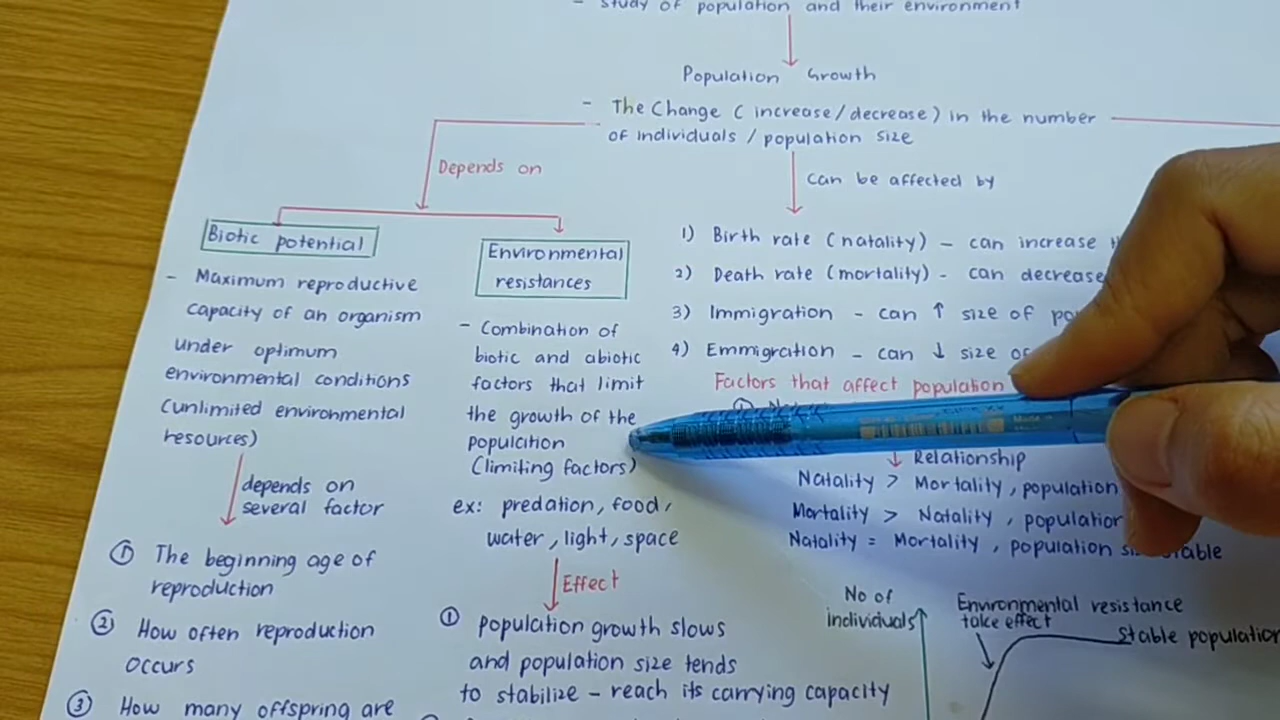 - study of population and their environment
Population Growth
- The Change (increase/decrease) in the number
of individuals / population size
Depends on
Can be affected by
Biotic potential
- Maximum reproductive
capacity of an organism
under optimum
environmental conditions
(unlimited environmental
resources)
depends on
several factor
① The beginning age of
reproduction
② How often reproduction
occurs
③ How many offspring are
Environmental
resistances
- Combination of
biotic and abiotic
factors that limit
the growth of the
population
(limiting factors)
ex: predation, food,
water, light, space
Effect
① population growth slows
and population size tends
to stabilize - reach its carrying capacity
1) Birth rate (natality) - can increase
2) Death rate (mortality) - can decrease
3) Immigration - can ↑ size of
4) Emmigration - can ↓ size of
Factors that affect population
Relationship
Natality > Mortality, population
Mortality > Natality, population
Natality = Mortality, population
No of
individuals
Environmental resistance
take effect
Stable population